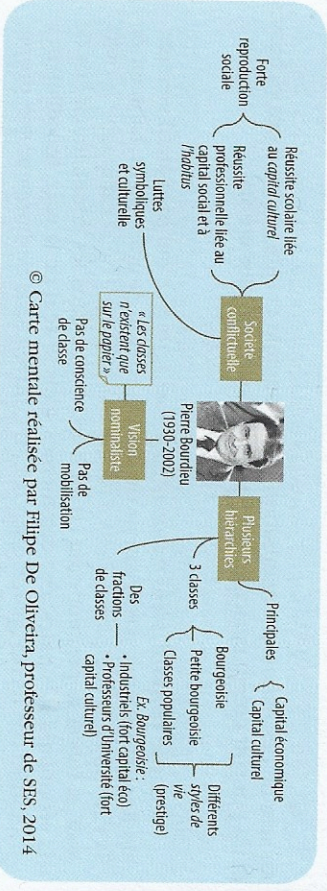 Forte
reproduction
sociale
Réussite scolaire liée
au capital culturel
Réussite
professionnelle liée au
capital social et à
l'habitus
Luttes
symboliques
et culturelle
Société
conflictuelle
Pierre Bourdieu
(1930-2002)
Vision
nominaliste
« Les classes
n'existent que
sur le papier »
Pas de conscience
de classe
Pas de
mobilisation
Plusieurs
hiérarchies
Principales
Capital économique
Capital culturel
3 classes
Bourgeoisie
Petite bourgeoisie
Classes populaires
Différents
styles de
vie
(prestige)
Des
fractions
de classes
Ex. Bourgeoisie :
• Industriels (fort capital éco)
• Professeurs d'Université (fort
capital culturel)
© Carte mentale réalisée par Filipe De Oliveira, professeur de SES, 2014